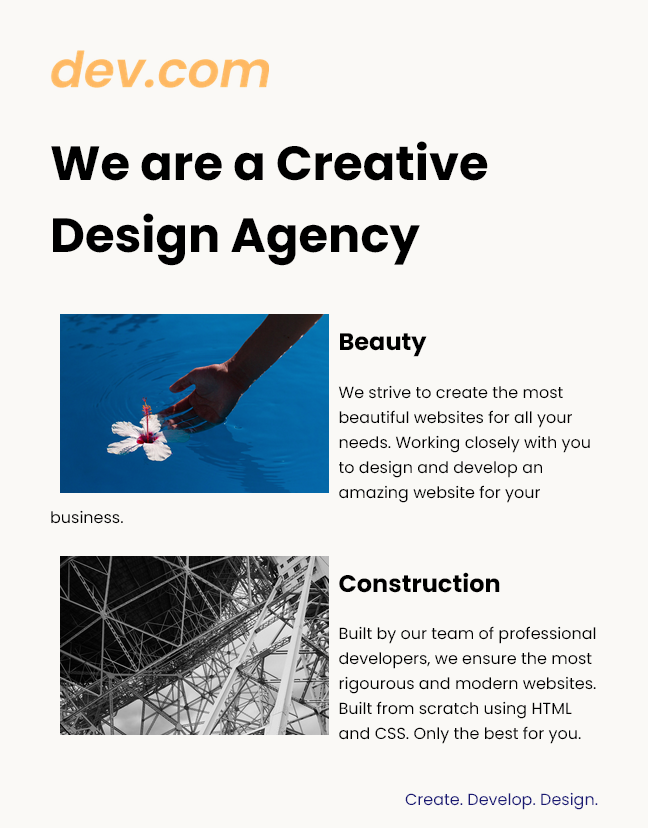 dev.com
We are a Creative
Design Agency
Beauty
We strive to create the most
beautiful websites for all your
needs. Working closely with you
to design and develop an
amazing website for your
business.
Construction
Built by our team of professional
developers, we ensure the most
rigourous and modern websites.
Built from scratch using HTML
and CSS. Only the best for you.
Create. Develop. Design.